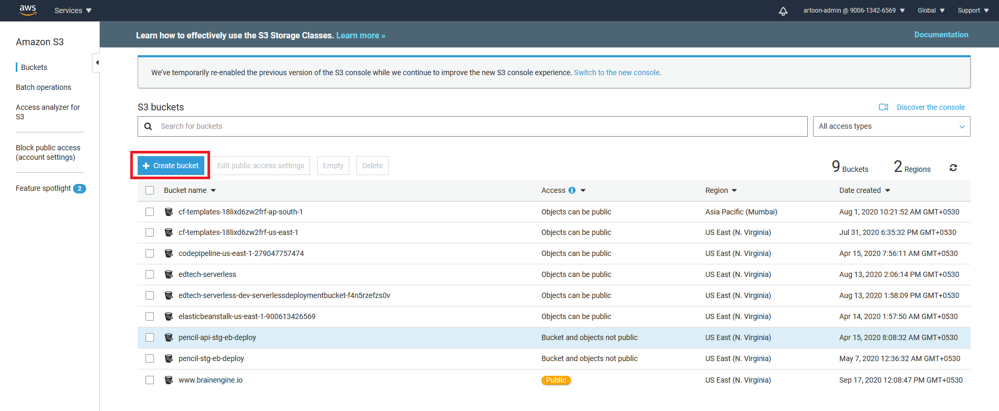 aws Services artoon-admin @ 9006-1342-6569 Global Support
Amazon S3
Buckets
Batch operations
Access analyzer for
S3
Block public access
(account settings)
Feature spotlight 2
Learn how to effectively use the S3 Storage Classes. Learn more » Documentation
We've temporarily re-enabled the previous version of the S3 console while we continue to improve the new S3 console experience. Switch to the new console.
S3 buckets Discover the console
Search for buckets All access types
Create bucket Edit public access settings Empty Delete 9 Buckets 2 Regions
Bucket name Access Region Date created
cf-templates-18lixd6zw2frf-ap-south-1 Objects can be public Asia Pacific (Mumbai) Aug 1, 2020 10:21:52 AM GMT+0530
cf-templates-18lixd6zw2frf-us-east-1 Objects can be public US East (N. Virginia) Jul 31, 2020 6:35:32 PM GMT+0530
codepipeline-us-east-1-279047757474 Objects can be public US East (N. Virginia) Apr 15, 2020 7:56:11 AM GMT+0530
edtech-serverless Objects can be public US East (N. Virginia) Aug 13, 2020 2:06:14 PM GMT+0530
edtech-serverless-dev-serverlessdeploymentbucket-f4n5rzefzs0v Objects can be public US East (N. Virginia) Aug 13, 2020 1:58:09 PM GMT+0530
elasticbeanstalk-us-east-1-900613426569 Objects can be public US East (N. Virginia) Apr 14, 2020 1:57:50 AM GMT+0530
pencil-api-stg-eb-deploy Bucket and objects not public US East (N. Virginia) Apr 15, 2020 8:08:32 AM GMT+0530
pencil-stg-eb-deploy Bucket and objects not public US East (N. Virginia) May 7, 2020 12:36:32 AM GMT+0530
www.brainengine.io Public US East (N. Virginia) Sep 17, 2020 12:08:47 PM GMT+0530